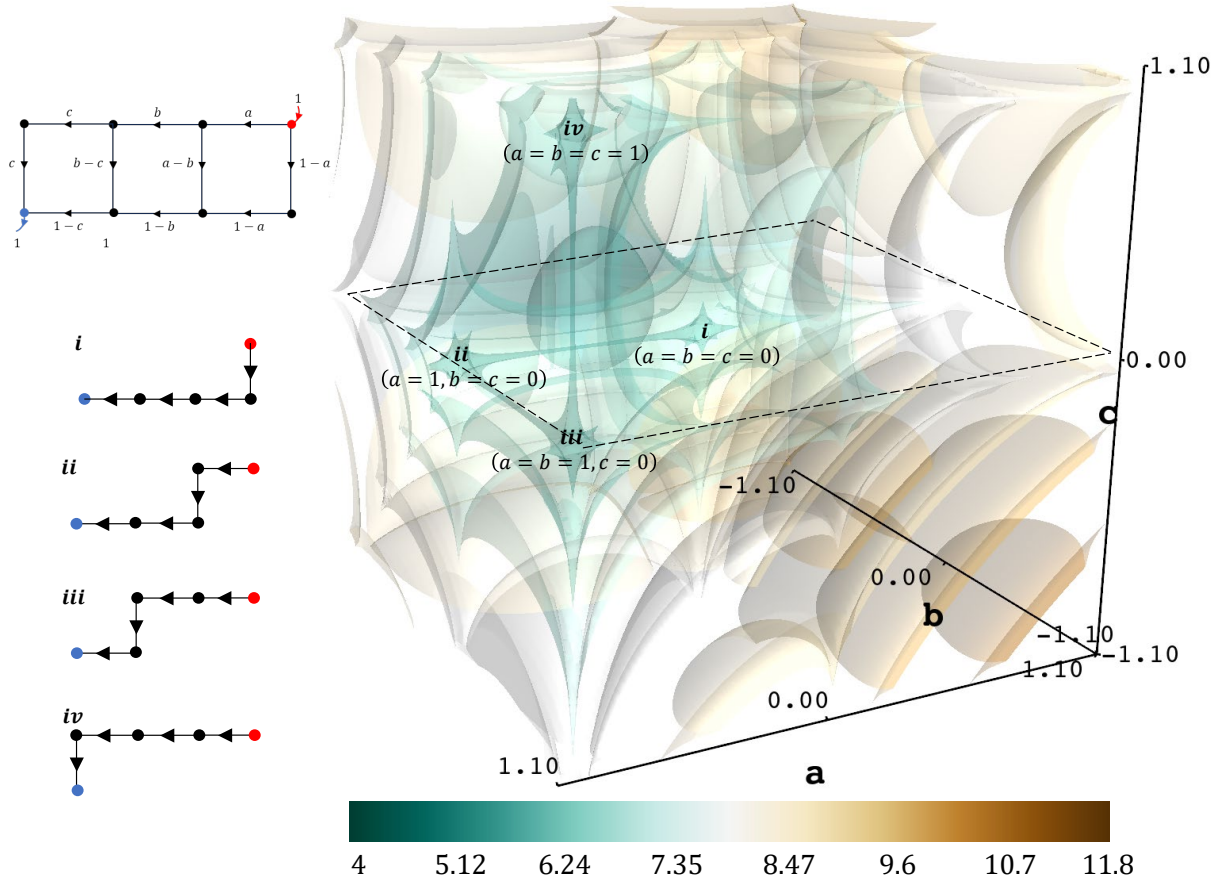 1
c b a
c b − c a − b 1 − a
1 − c 1 − b 1 − a
1 1
i
ii
iii
iv
iv
(a = b = c = 1)
i
(a = b = c = 0)
ii
(a = 1, b = c = 0)
iii
(a = b = 1, c = 0)
1.10
0.00
c
−1.10
−1.10
0.00
b
−1.10
1.10
0.00
a
1.10
4 5.12 6.24 7.35 8.47 9.6 10.7 11.8